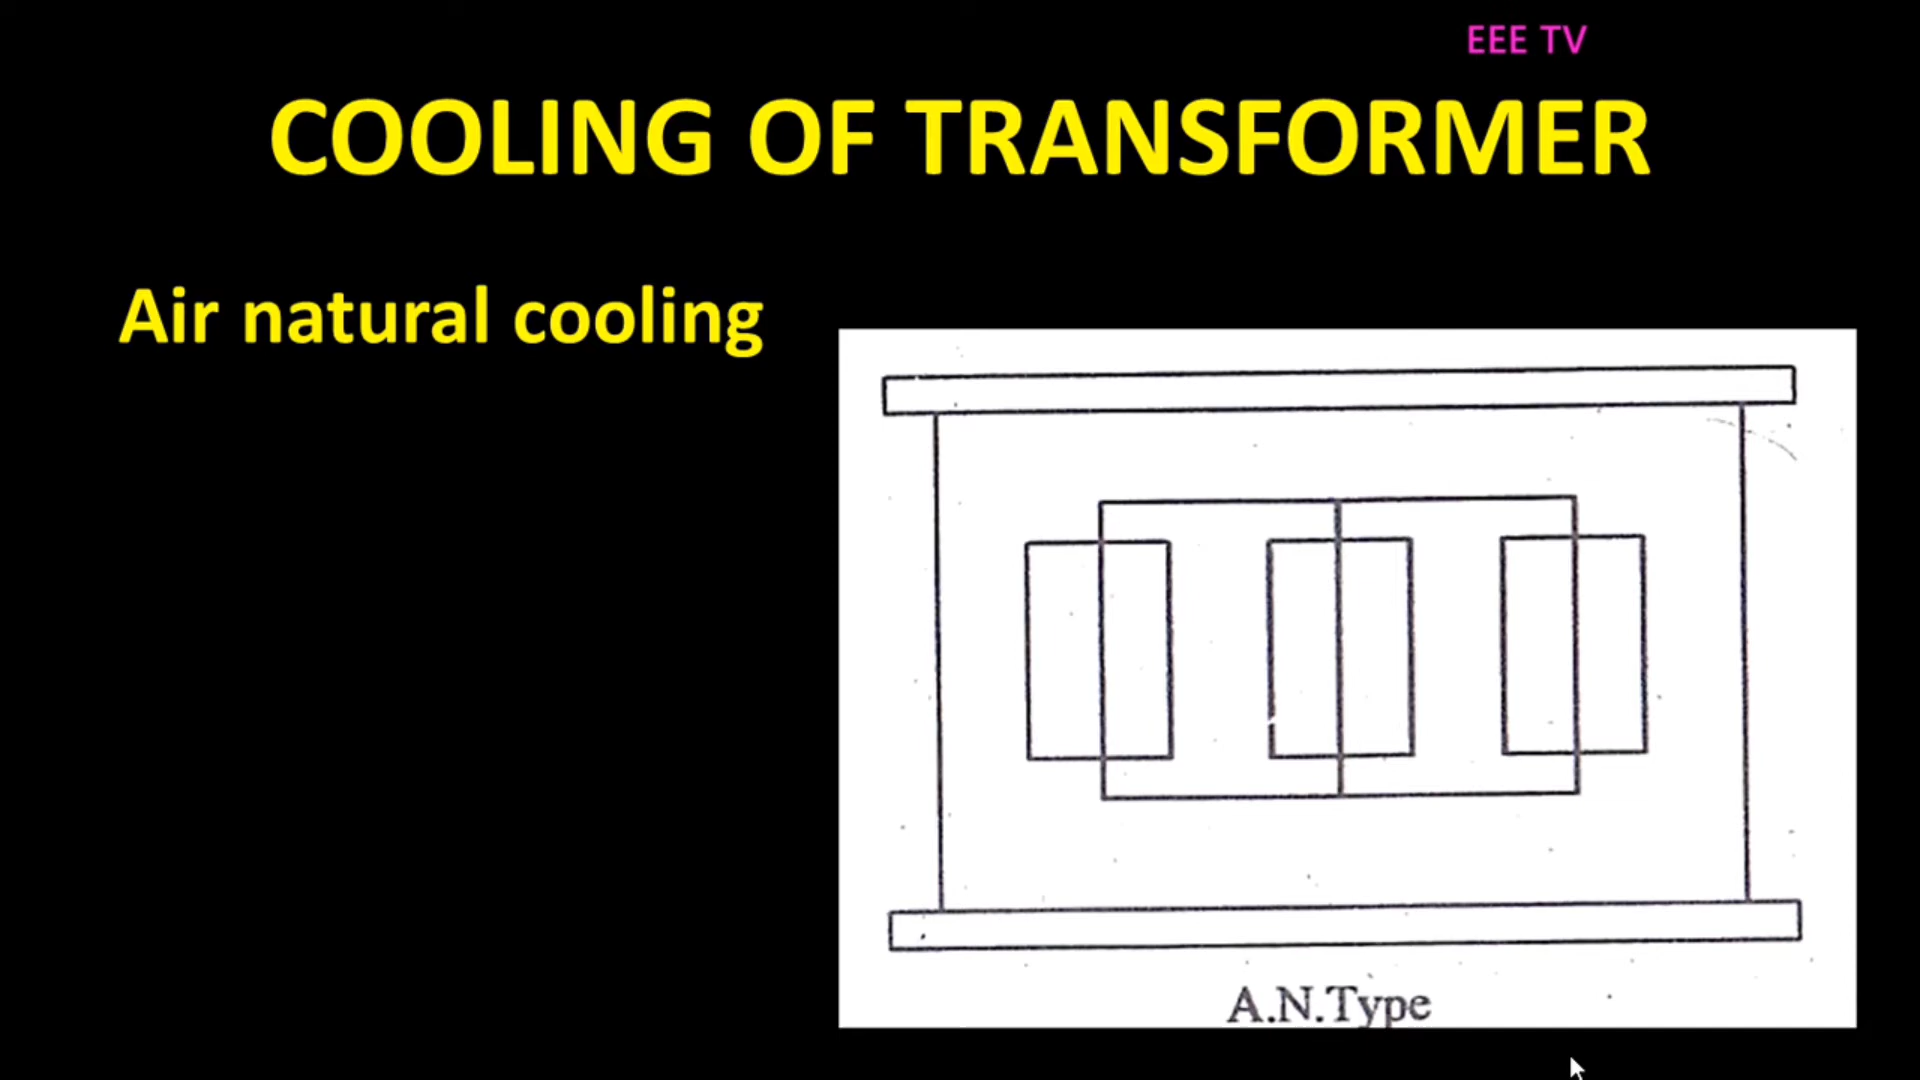 EEE TV
COOLING OF TRANSFORMER
Air natural cooling
A.N.Type